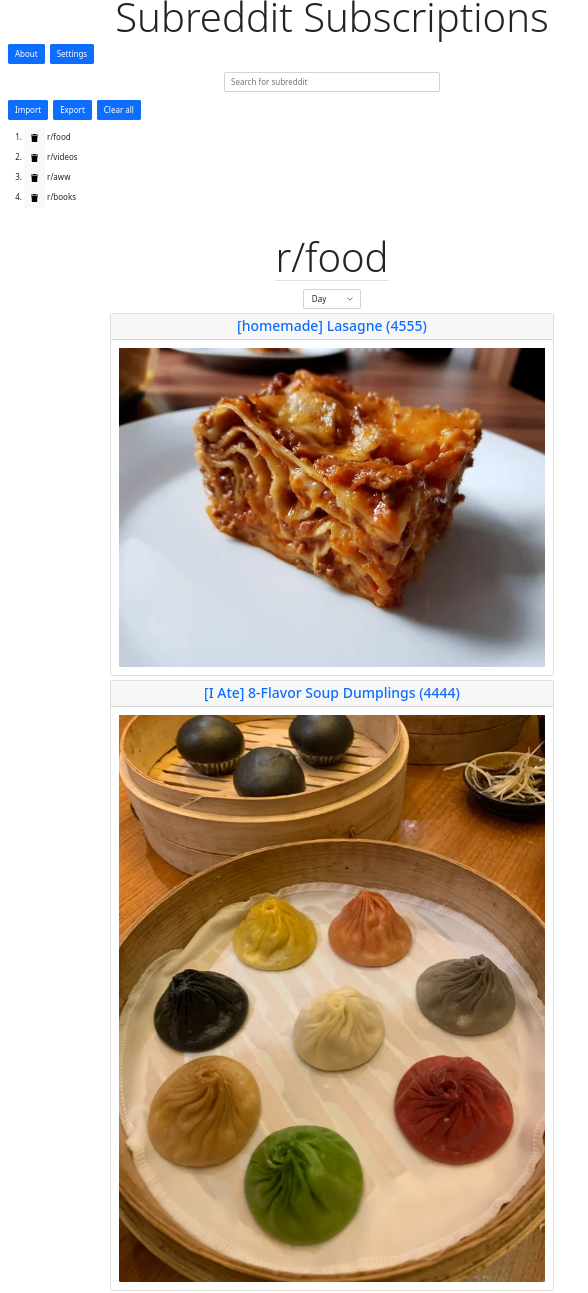 Subreddit Subscriptions
About Settings
Search for subreddit
Import Export Clear all
1. r/food
2. r/videos
3. r/aww
4. r/books
r/food
Day
[homemade] Lasagne (4555)
[I Ate] 8-Flavor Soup Dumplings (4444)